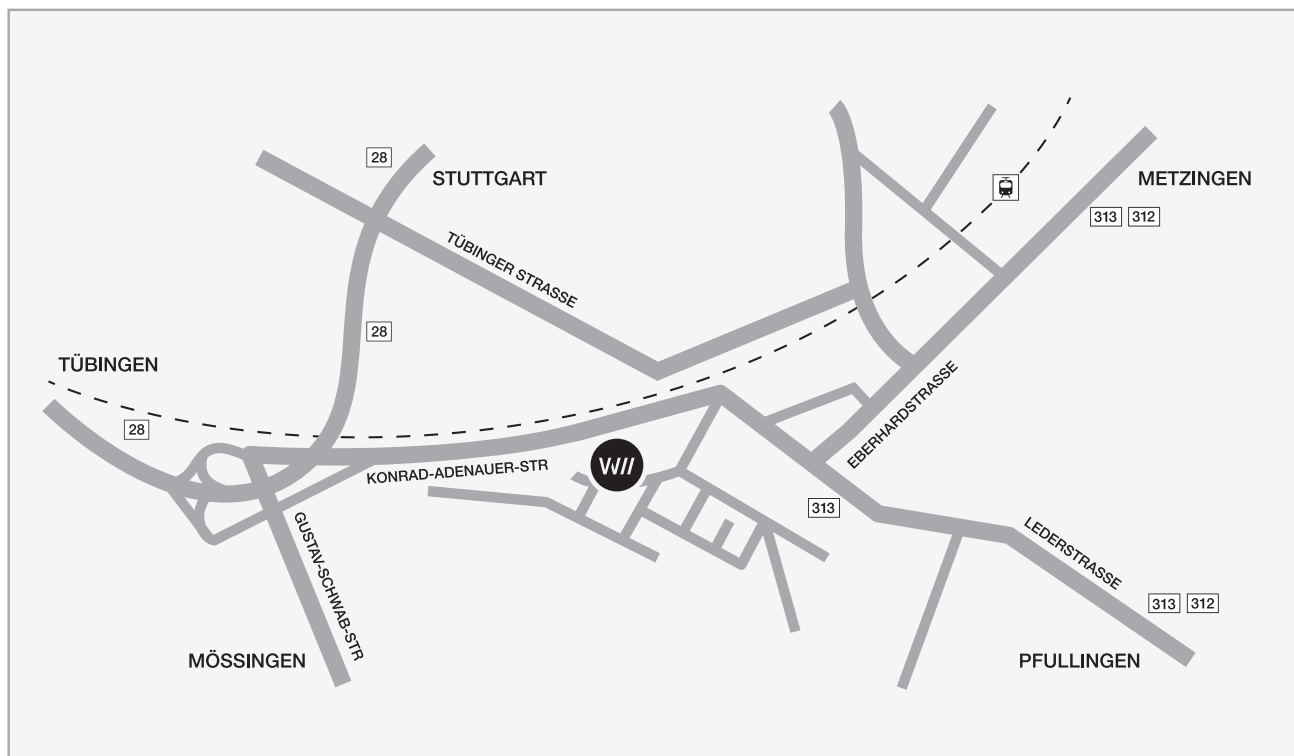 28
STUTTGART
METZINGEN
313 312
TÜBINGER STRASSE
28
TÜBINGEN
28
EBERHARDSTRASSE
KONRAD-ADENAUER-STR
313
GUSTAV-SCHWAB-STR
LEDERSTRASSE
313 312
MÖSSINGEN
PFULLINGEN